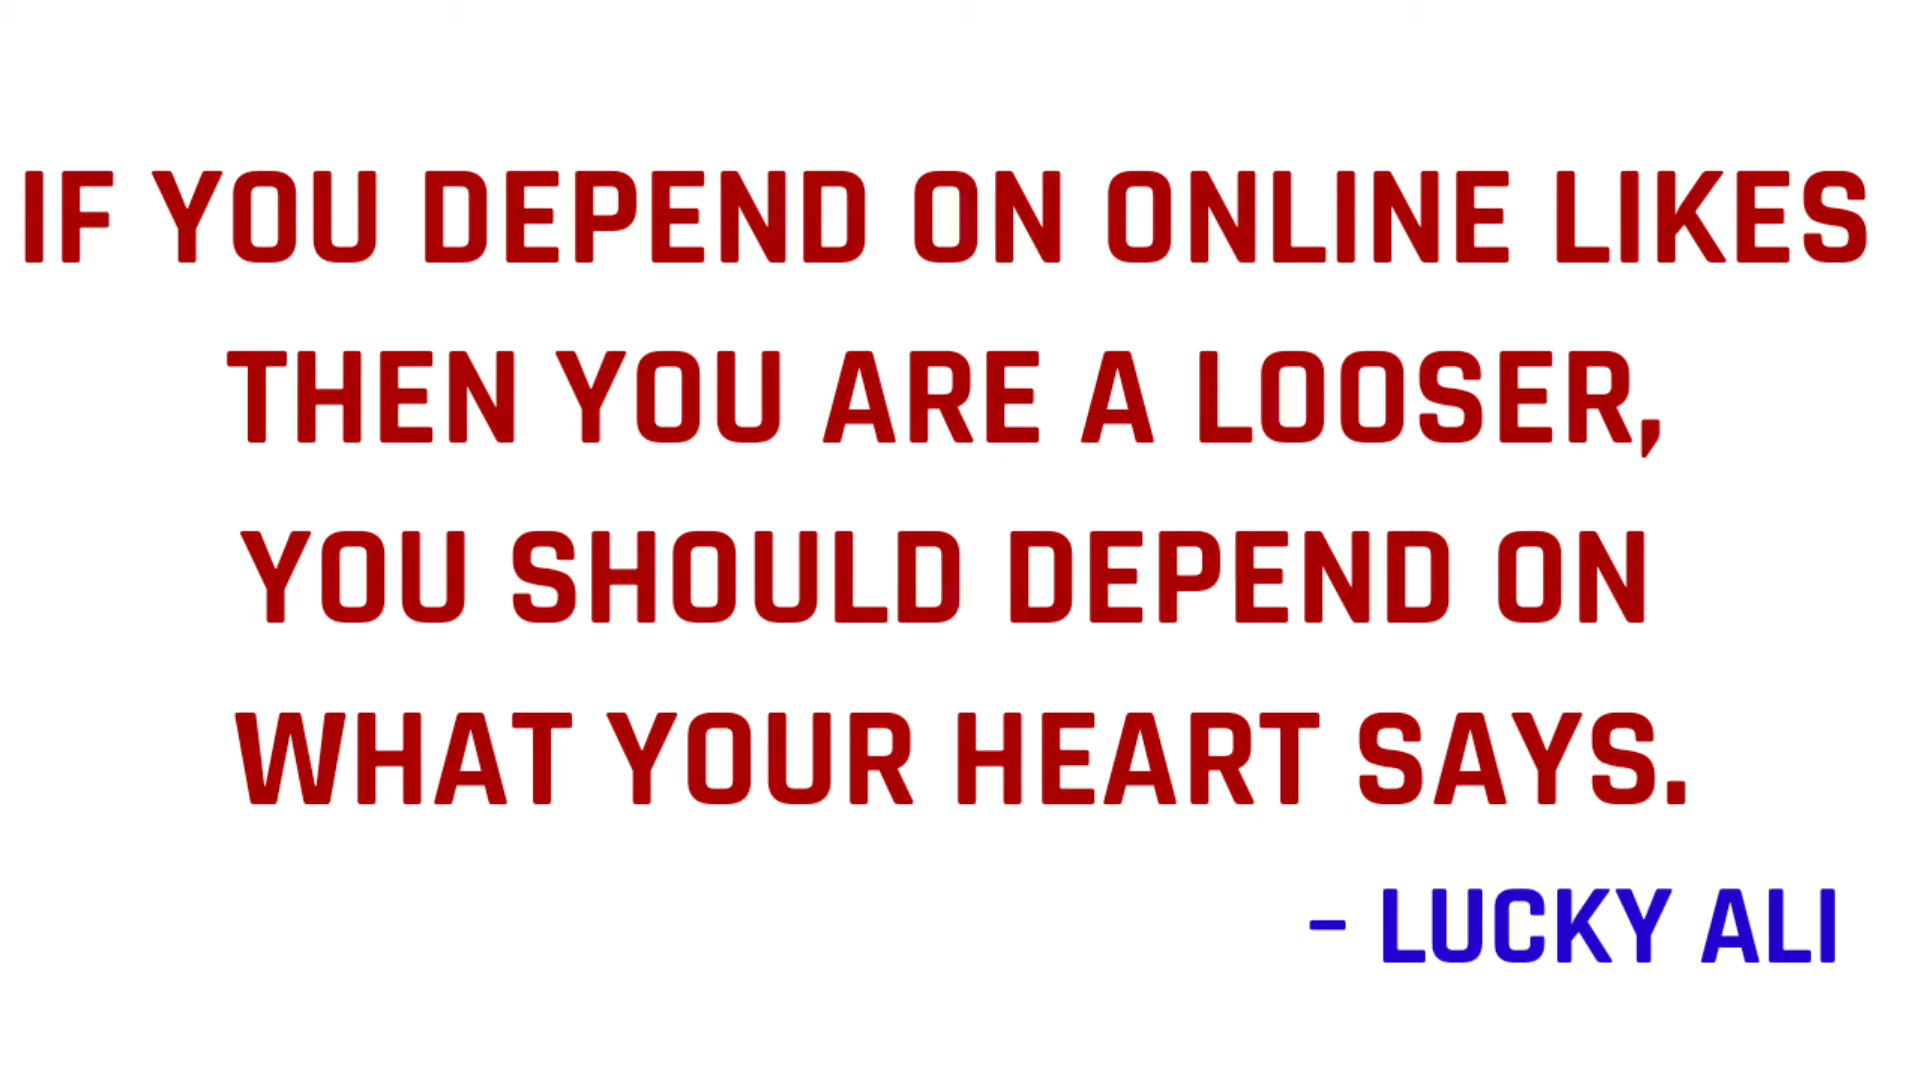 IF YOU DEPEND ON ONLINE LIKES
THEN YOU ARE A LOOSER,
YOU SHOULD DEPEND ON
WHAT YOUR HEART SAYS.
- LUCKY ALI